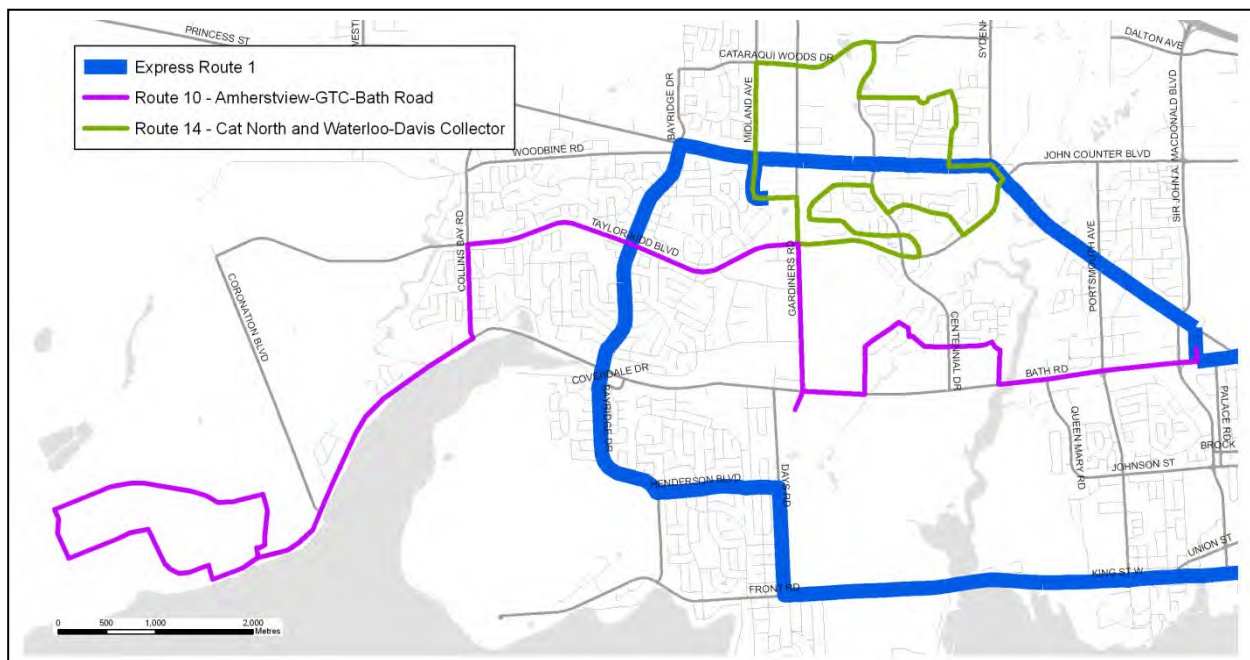 PRINCESS ST
WESTI
SYDENH
DALTON AVE
CATARAQUI WOODS DR
Express Route 1
Route 10 - Amherstview-GTC-Bath Road
Route 14 - Cat North and Waterloo-Davis Collector
BAYRIDGE DR
MIDLAND AVE
SIR JOHN A. MACDONALD BLVD
WOODBINE RD
JOHN COUNTER BLVD
COLLINS BAY RD
TAYLOR KIDD BLVD
GARDINERS RD
PORTSMOUTH AVE
CORONATION BLVD
CENTENNIAL DR
COVERDALE DR
BATH RD
BAYRIDGE DR
PALACE RD
QUEEN MARY RD
BROCK
JOHNSON ST
HENDERSON BLVD
DAYS RD
UNION ST
KING ST W
FRONT RD
0 500 1,000 2,000
Metres